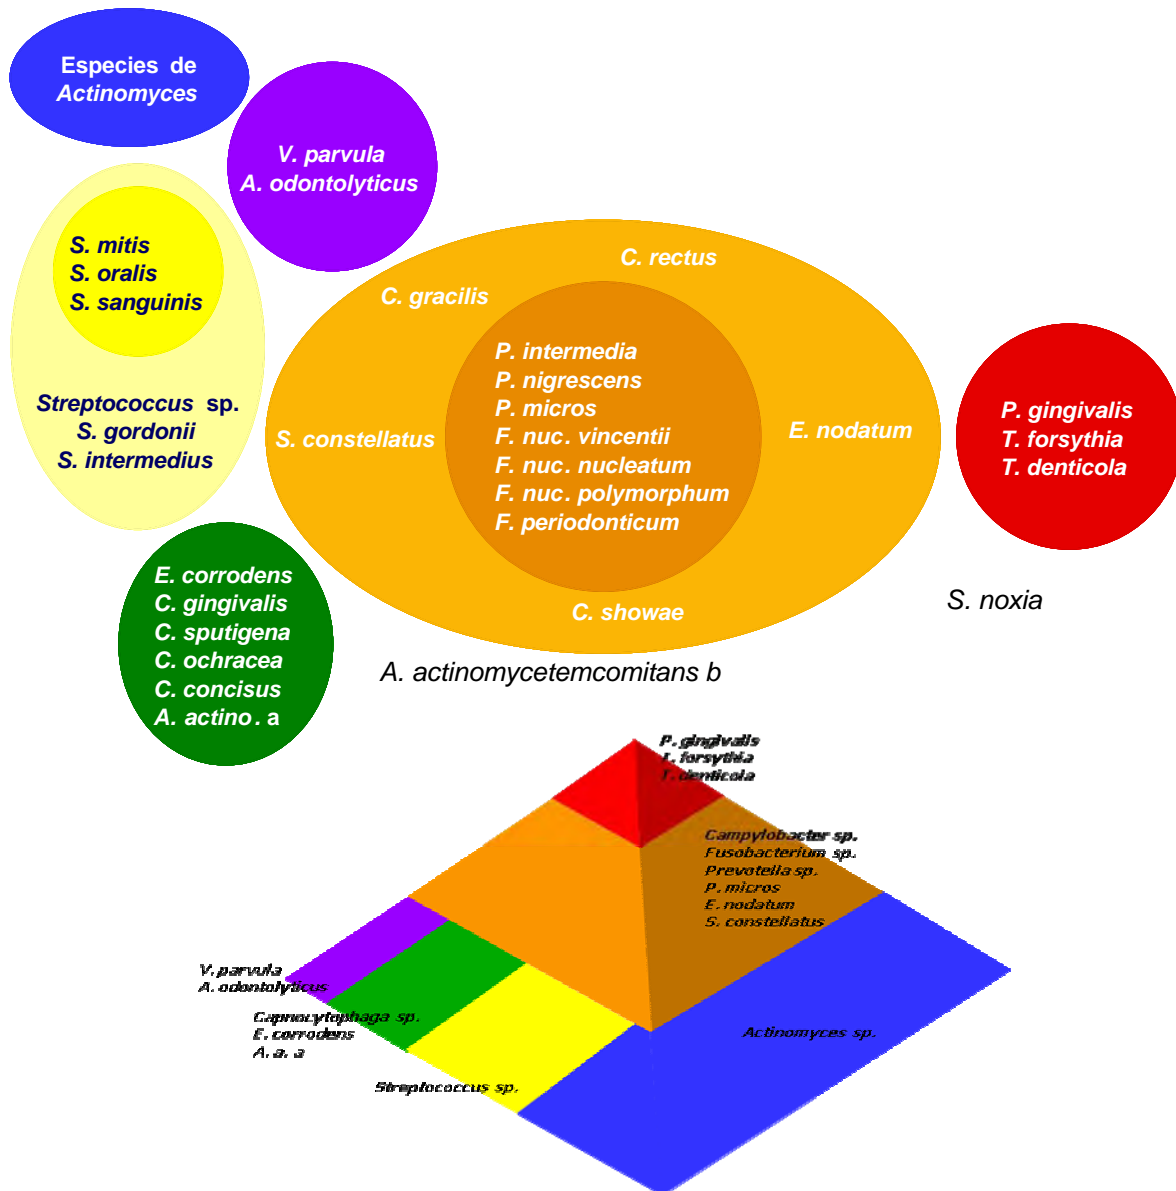 Especies de
Actinomyces
V. parvula
A. odontolyticus
S. mitis
S. oralis
S. sanguinis
Streptococcus sp.
S. gordonii
S. intermedius
C. rectus
C. gracilis
S. constellatus
E. nodatum
C. showae
P. intermedia
P. nigrescens
P. micros
F. nuc. vincentii
F. nuc. nucleatum
F. nuc. polymorphum
F. periodonticum
P. gingivalis
T. forsythia
T. denticola
S. noxia
E. corrodens
C. gingivalis
C. sputigena
C. ochracea
C. concisus
A. actino. a
A. actinomycetemcomitans b
P. gingivalis
T. forsythia
T. denticola
Campylobacter sp.
Fusobacterium sp.
Prevotella sp.
P. micros
E. nodatum
S. constellatus
V. parvula
A. odontolyticus
Capnocytophaga sp.
E. corrodens
A. a. a
Streptococcus sp.
Actinomyces sp.